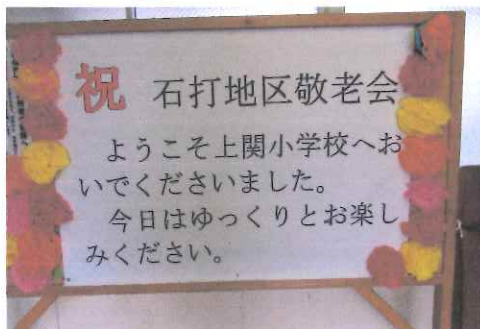 祝 石打地区敬老会
ようこそ上関小学校へお
いでくださいました。
今日はゆっくりとお楽し
みください。